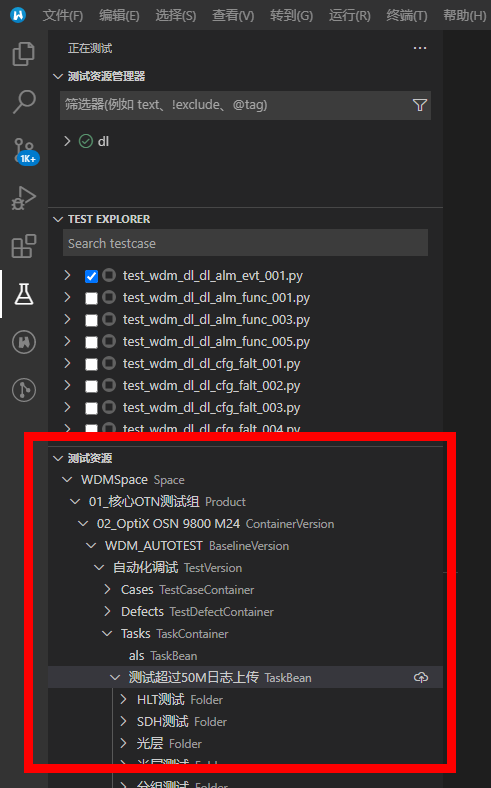 文件(F) 编辑(E) 选择(S) 查看(V) 转到(G) 运行(R) 终端(T) 帮助(H)
正在测试
测试资源管理器
筛选器(例如 text、!exclude、@tag)
dl
1K+
TEST EXPLORER
Search testcase
test_wdm_dl_dl_alm_evt_001.py
test_wdm_dl_dl_alm_func_001.py
test_wdm_dl_dl_alm_func_003.py
test_wdm_dl_dl_alm_func_005.py
test_wdm_dl_dl_cfg_falt_001.py
test_wdm_dl_dl_cfg_falt_002.py
test_wdm_dl_dl_cfg_falt_003.py
test_wdm_dl_dl_cfg_falt_004.py
测试资源
WDMSpace Space
01_核心OTN测试组 Product
02_OptiX OSN 9800 M24 ContainerVersion
WDM_AUTOTEST BaselineVersion
自动化调试 TestVersion
Cases TestCaseContainer
Defects TestDefectContainer
Tasks TaskContainer
als TaskBean
测试超过50M日志上传 TaskBean
HLT测试 Folder
SDH测试 Folder
光层 Folder
光层测试 Folder
分组测试 Folder